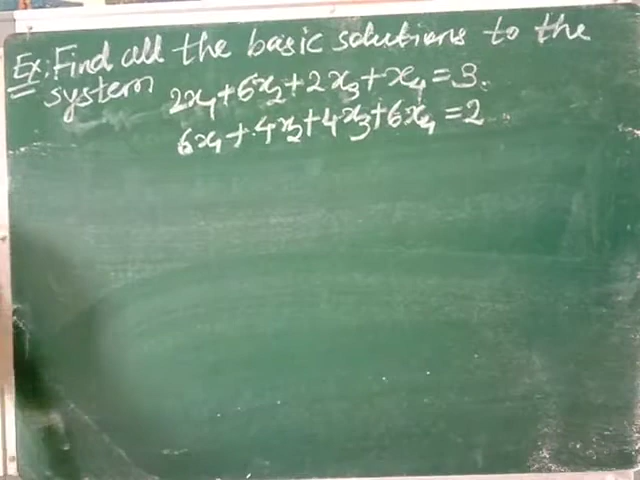 Ex: Find all the basic solutions to the
system 2x₁+6x₂+2x₃+x₄=3.
6x₁+4x₂+4x₃+6x₄=2